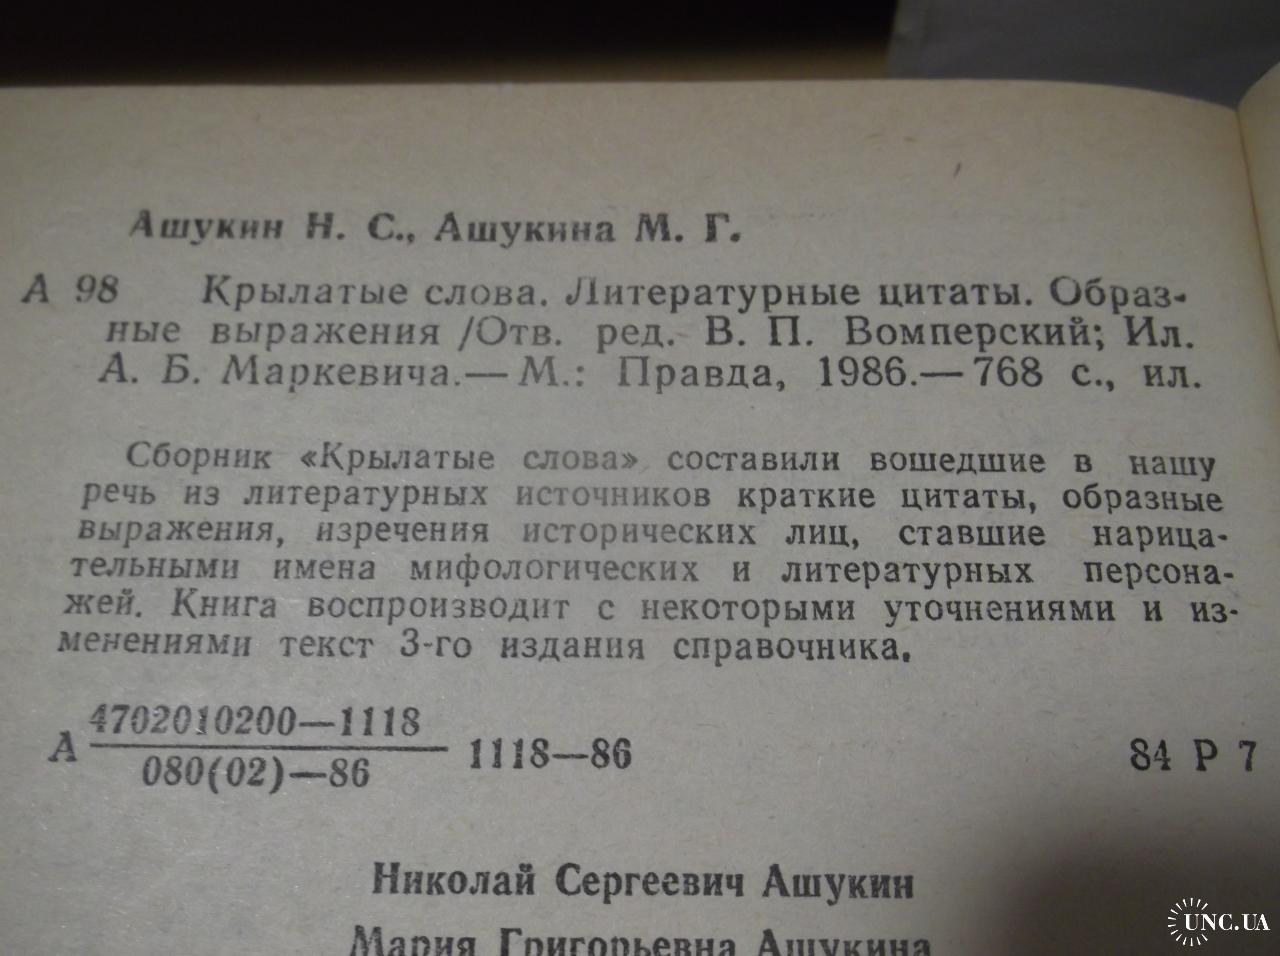 Ашукин Н. С., Ашукина М. Г.
А 98 Крылатые слова. Литературные цитаты. Образ-
ные выражения /Отв. ред. В. П. Вомперский; Ил.
А. Б. Маркевича.— М.: Правда, 1986.— 768 с., ил.
Сборник «Крылатые слова» составили вошедшие в нашу
речь из литературных источников краткие цитаты, образные
выражения, изречения исторических лиц, ставшие нарица-
тельными имена мифологических и литературных персона-
жей. Книга воспроизводит с некоторыми уточнениями и из-
менениями текст 3-го издания справочника.
4702010200—1118
А 1118—86 84 Р 7
080(02)—86
Николай Сергеевич Ашукин
Мария Григорьевна Ашукина
UNC.UA